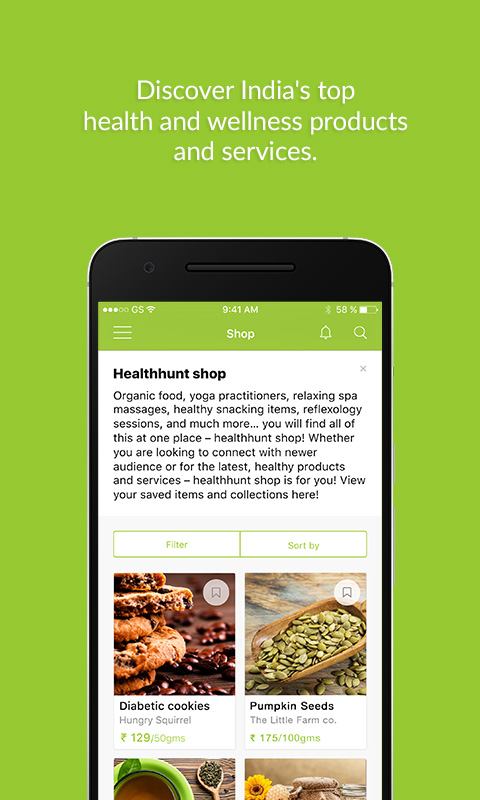 Discover India's top
health and wellness products
and services.
GS
9:41 AM
58 %
Shop
Healthhunt shop
Organic food, yoga practitioners, relaxing spa
massages, healthy snacking items, reflexology
sessions, and much more... you will find all of
this at one place – healthhunt shop! Whether
you are looking to connect with newer
audience or for the latest, healthy products
and services – healthhunt shop is for you! View
your saved items and collections here!
Filter
Sort by
Diabetic cookies
Hungry Squirrel
₹ 129/50gms
Pumpkin Seeds
The Little Farm co.
₹ 175/100gms